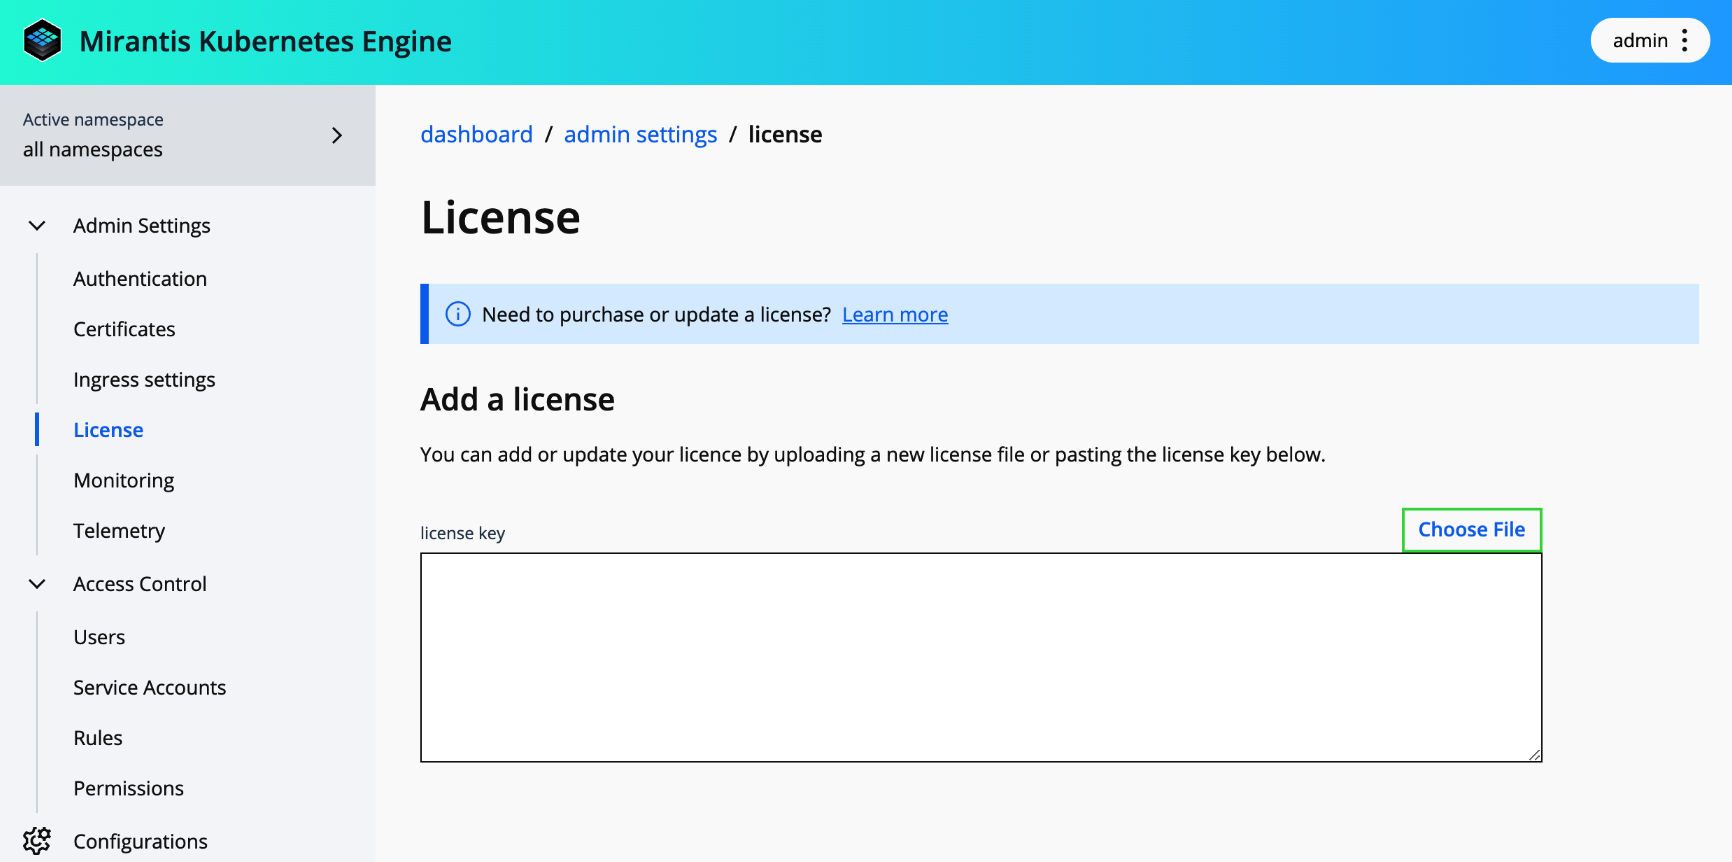 Mirantis Kubernetes Engine
admin
Active namespace
all namespaces
Admin Settings
Authentication
Certificates
Ingress settings
License
Monitoring
Telemetry
Access Control
Users
Service Accounts
Rules
Permissions
Configurations
dashboard / admin settings / license
License
Need to purchase or update a license? Learn more
Add a license
You can add or update your licence by uploading a new license file or pasting the license key below.
license key
Choose File